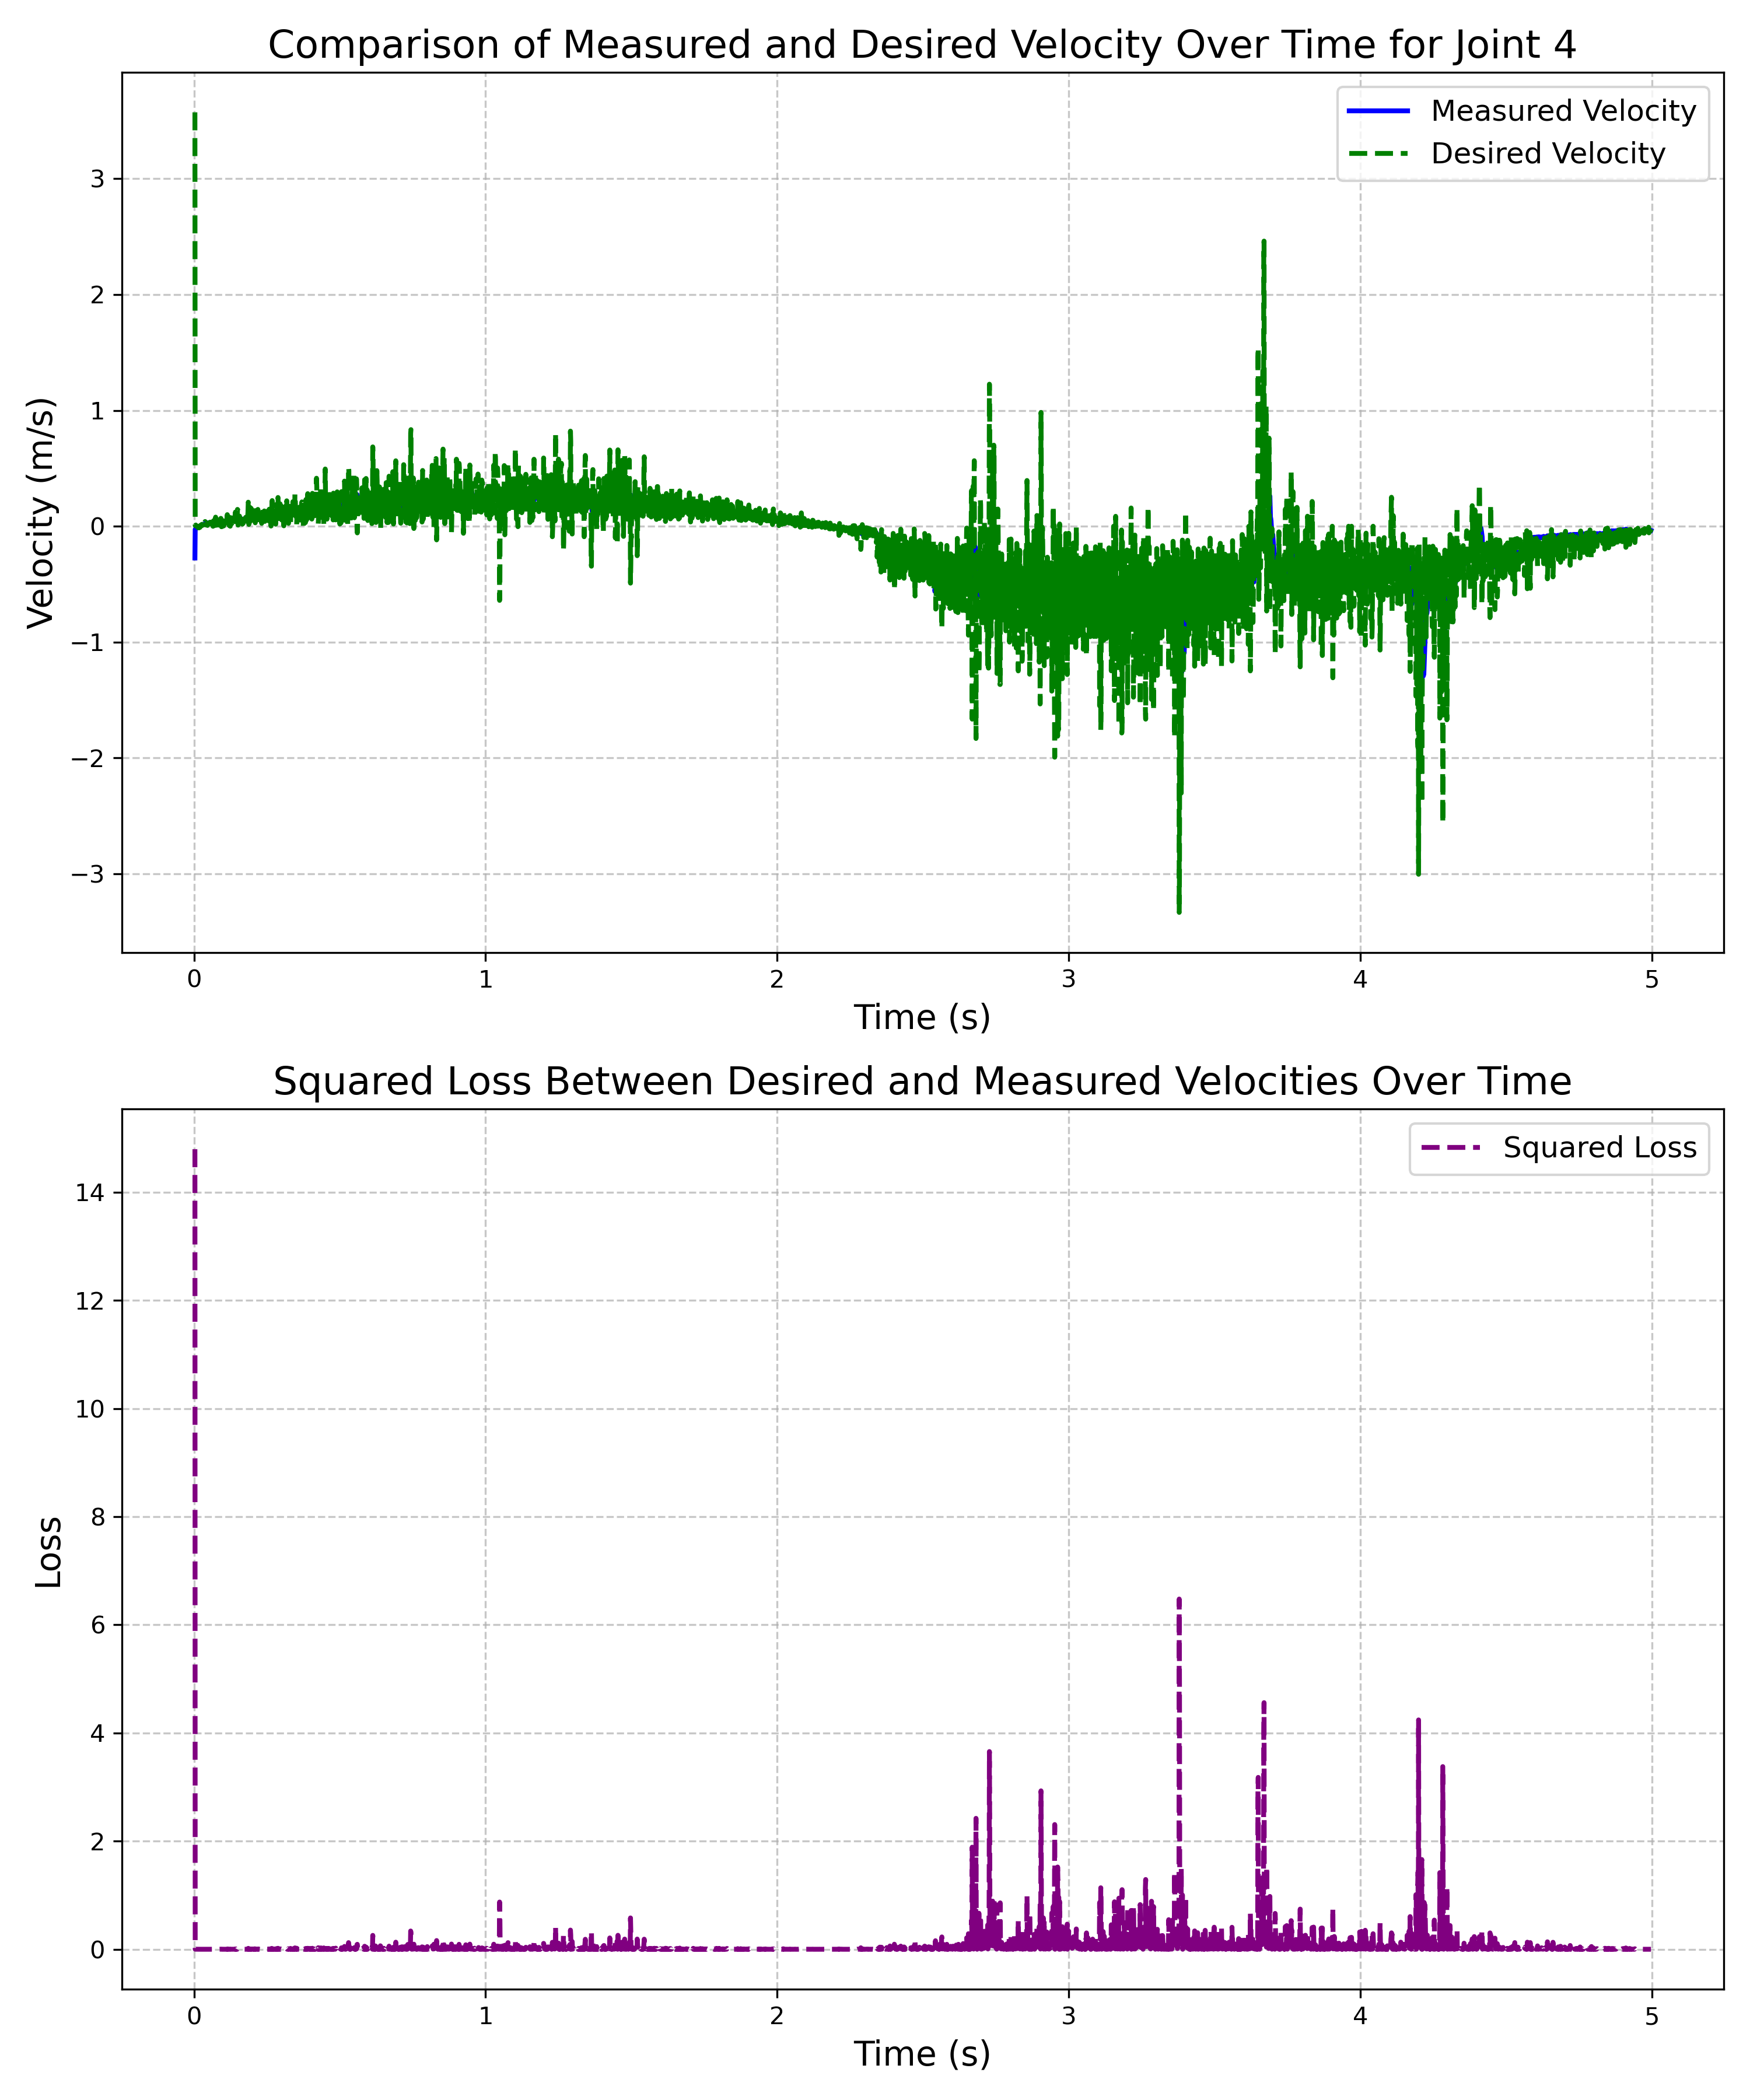 Comparison of Measured and Desired Velocity Over Time for Joint 4
Measured Velocity
Desired Velocity
Velocity (m/s)
3
2
1
0
−1
−2
−3
0 1 2 3 4 5
Time (s)
Squared Loss Between Desired and Measured Velocities Over Time
Squared Loss
Loss
14
12
10
8
6
4
2
0
0 1 2 3 4 5
Time (s)